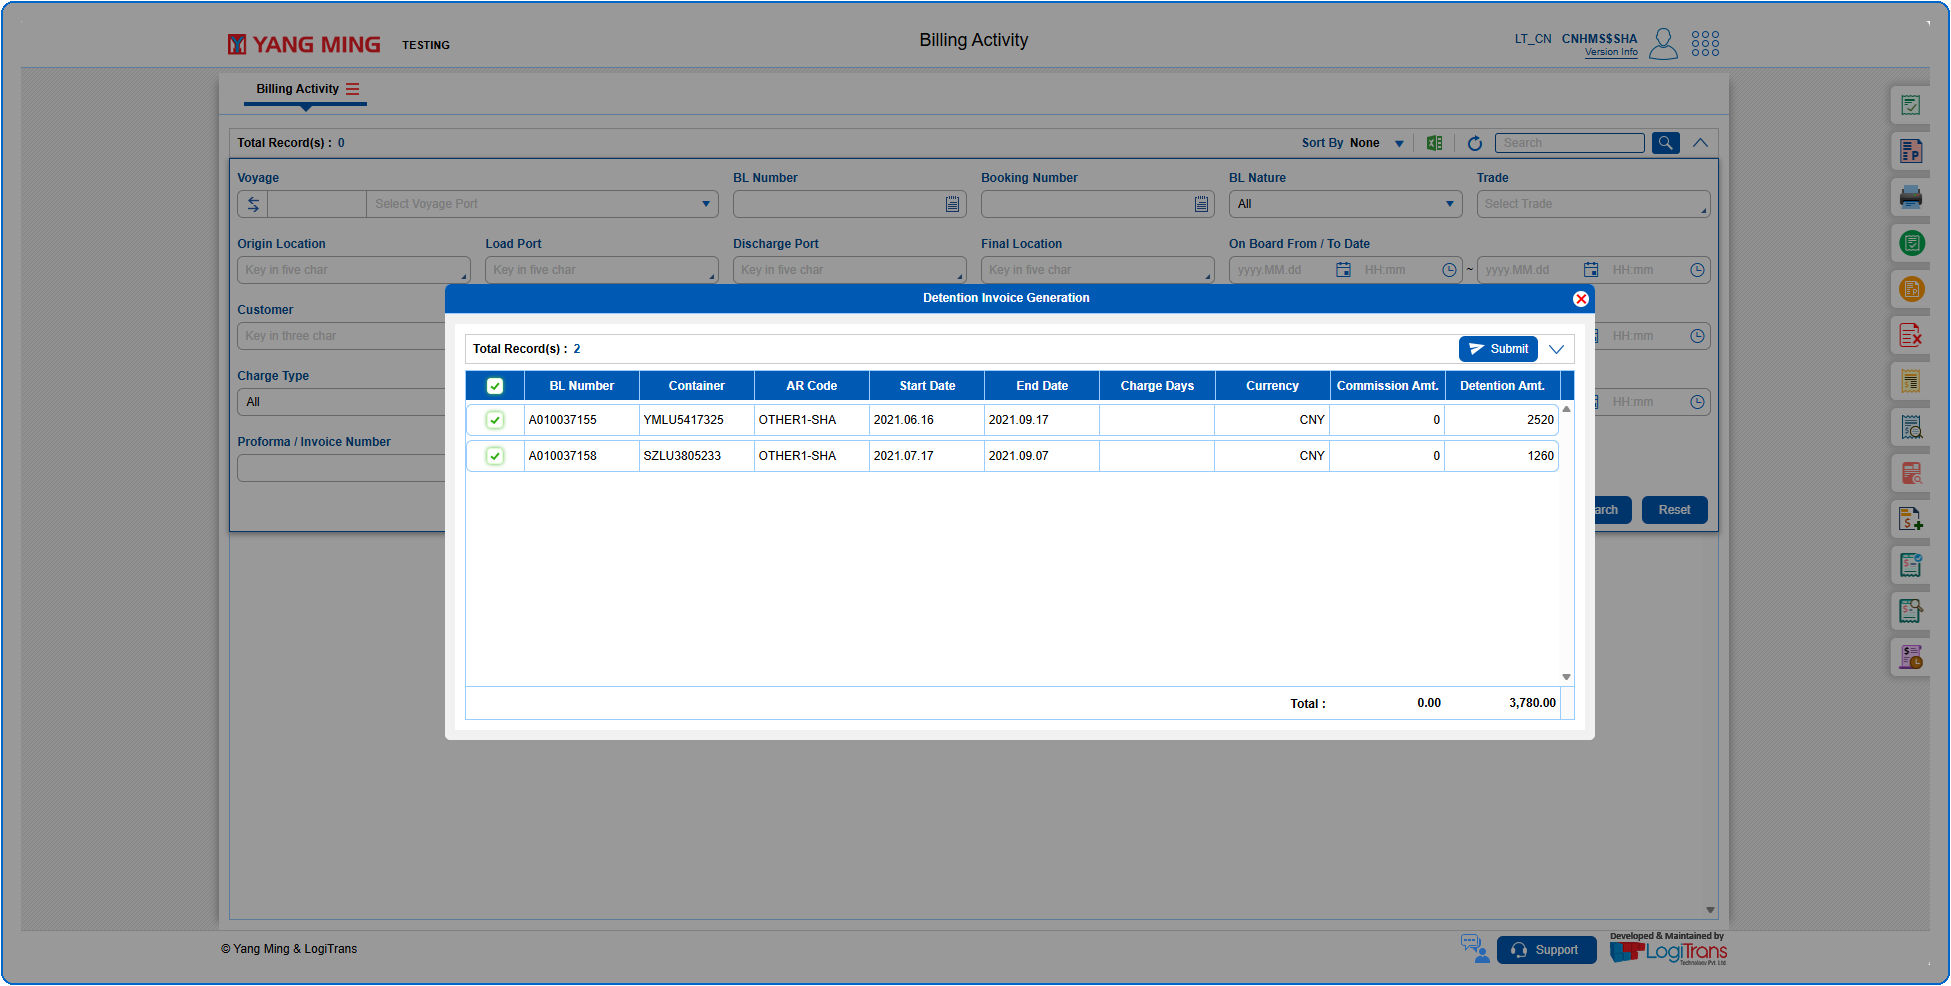 YANG MING TESTING
Billing Activity
LT_CN CNHMS$SHA
Version Info
Billing Activity
Total Record(s) : 0
Sort By None
Search
Voyage BL Number Booking Number BL Nature Trade
Select Voyage Port All Select Trade
Origin Location Load Port Discharge Port Final Location On Board From / To Date
Key in five char Key in five char Key in five char Key in five char yyyy.MM.dd HH:mm ~ yyyy.MM.dd HH:mm
Customer
Key in three char HH:mm
Charge Type
All HH:mm
Proforma / Invoice Number
arch Reset
Detention Invoice Generation
Total Record(s) : 2
Submit
BL Number Container AR Code Start Date End Date Charge Days Currency Commission Amt. Detention Amt.
A010037155 YMLU5417325 OTHER1-SHA 2021.06.16 2021.09.17 CNY 0 2520
A010037158 SZLU3805233 OTHER1-SHA 2021.07.17 2021.09.07 CNY 0 1260
Total : 0.00 3,780.00
© Yang Ming & LogiTrans
Support
Developed & Maintained by
LogiTrans
Technology Pvt. Ltd.